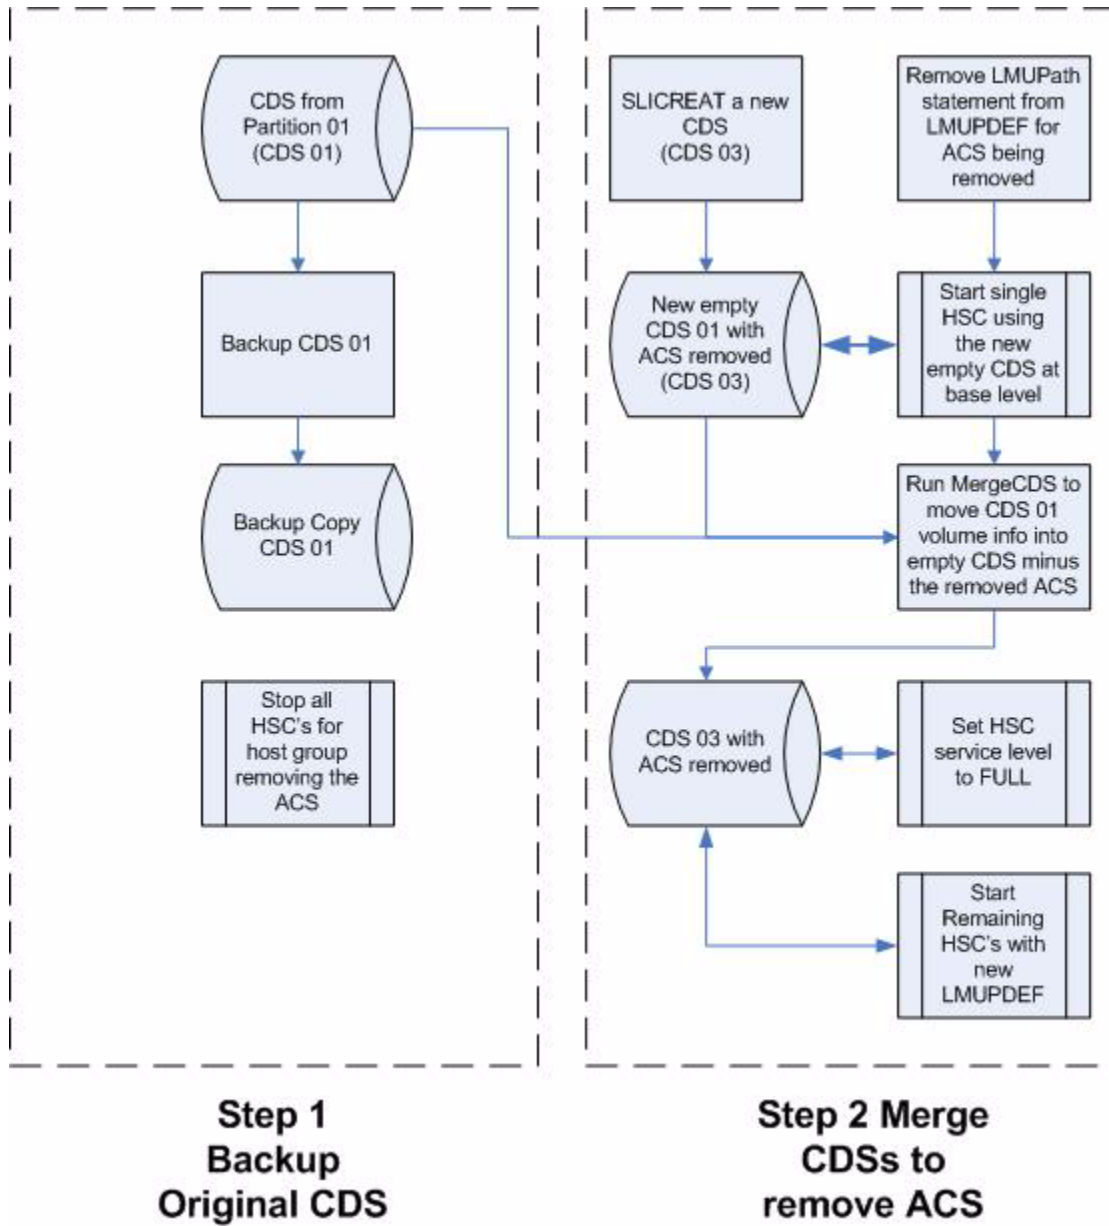 CDS from
Partition 01
(CDS 01)
Backup CDS 01
Backup Copy
CDS 01
Stop all
HSC's for
host group
removing the
ACS
SLICREAT a new
CDS
(CDS 03)
Remove LMUPath
statement from
LMUPDEF for
ACS being
removed
New empty
CDS 01 with
ACS removed
(CDS 03)
Start single
HSC using
the new
empty CDS at
base level
Run MergeCDS to
move CDS 01
volume info into
empty CDS minus
the removed ACS
CDS 03 with
ACS removed
Set HSC
service level
to FULL
Start
Remaining
HSC's with
new
LMUPDEF
Step 1
Backup
Original CDS
Step 2 Merge
CDSs to
remove ACS